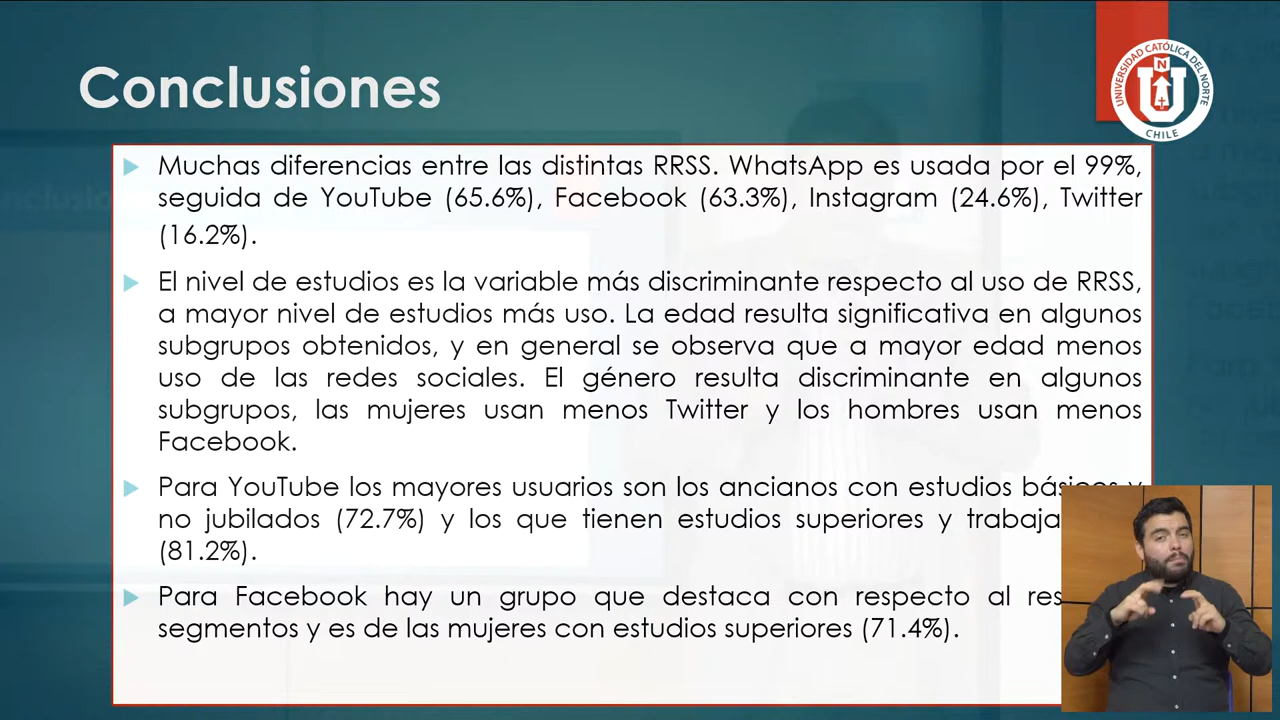 Conclusiones
UNIVERSIDAD CATÓLICA DEL NORTE
N
CHILE
Muchas diferencias entre las distintas RRSS. WhatsApp es usada por el 99%,
seguida de YouTube (65.6%), Facebook (63.3%), Instagram (24.6%), Twitter
(16.2%).
El nivel de estudios es la variable más discriminante respecto al uso de RRSS,
a mayor nivel de estudios más uso. La edad resulta significativa en algunos
subgrupos obtenidos, y en general se observa que a mayor edad menos
uso de las redes sociales. El género resulta discriminante en algunos
subgrupos, las mujeres usan menos Twitter y los hombres usan menos
Facebook.
Para YouTube los mayores usuarios son los ancianos con estudios básicos y
no jubilados (72.7%) y los que tienen estudios superiores y trabaja
(81.2%).
Para Facebook hay un grupo que destaca con respecto al res
segmentos y es de las mujeres con estudios superiores (71.4%).